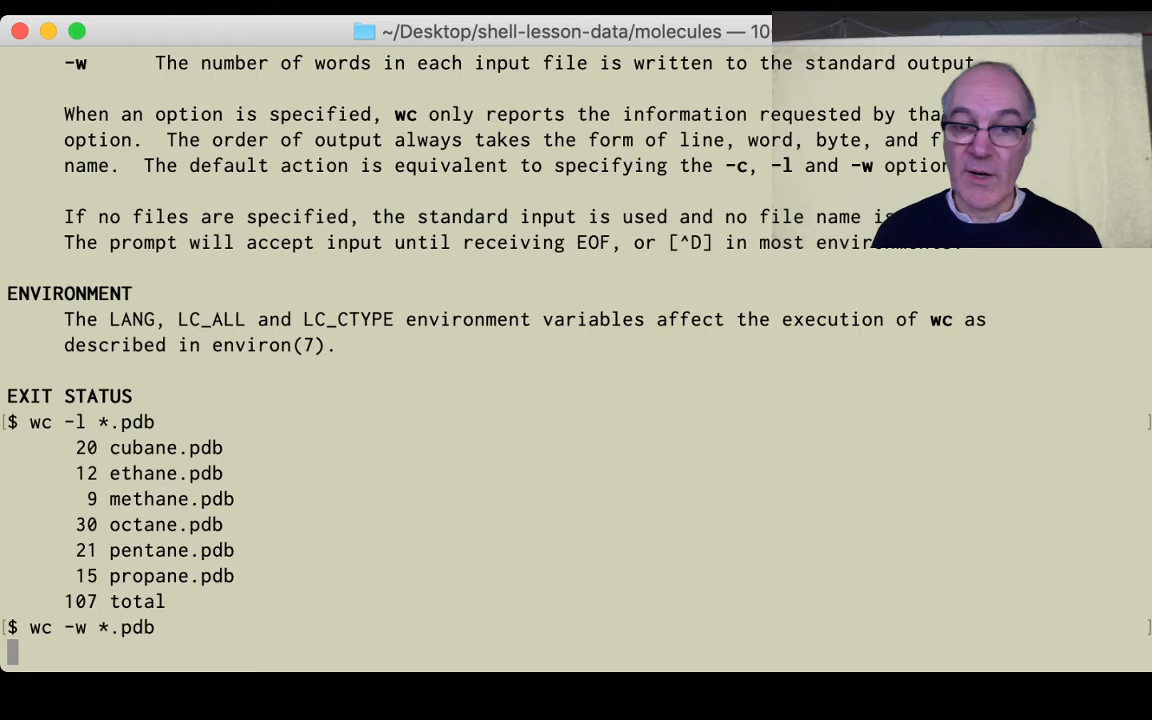 ~/Desktop/shell-lesson-data/molecules — 10
-w The number of words in each input file is written to the standard output
When an option is specified, wc only reports the information requested by tha
option. The order of output always takes the form of line, word, byte, and f
name. The default action is equivalent to specifying the -c, -l and -w option
If no files are specified, the standard input is used and no file name is
The prompt will accept input until receiving EOF, or [^D] in most environments.
ENVIRONMENT
The LANG, LC_ALL and LC_CTYPE environment variables affect the execution of wc as
described in environ(7).
EXIT STATUS
[$ wc -l *.pdb ]
20 cubane.pdb
12 ethane.pdb
9 methane.pdb
30 octane.pdb
21 pentane.pdb
15 propane.pdb
107 total
[$ wc -w *.pdb ]